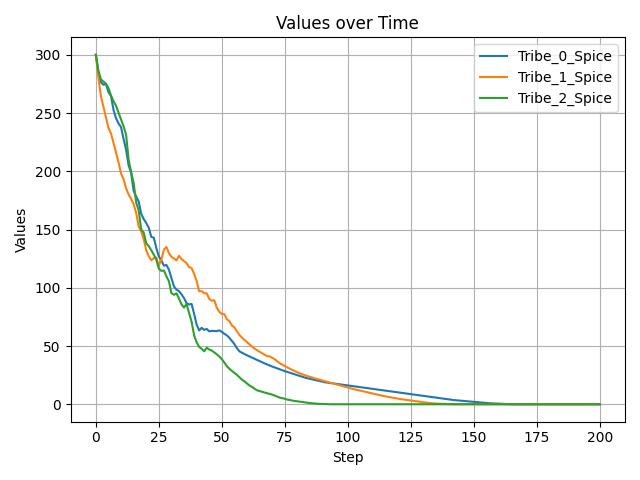 Values over Time
Tribe_0_Spice
Tribe_1_Spice
Tribe_2_Spice
300
250
200
150
100
50
0
Values
0 25 50 75 100 125 150 175 200
Step